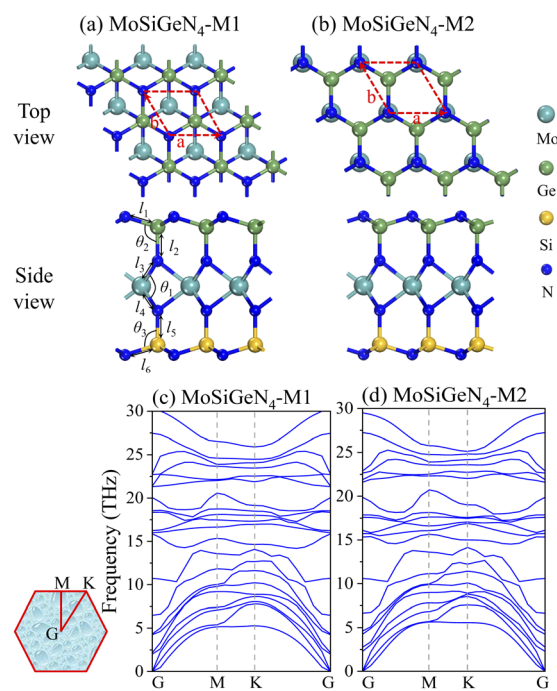 (a) MoSiGeN₄-M1
(b) MoSiGeN₄-M2
Top view
b
a
b
a
Mo
Ge
Si
N
Side view
l₁
θ₂
l₂
l₃
θ₁
l₄
θ₃
l₅
l₆
(c) MoSiGeN₄-M1
(d) MoSiGeN₄-M2
Frequency (THz)
30
25
20
15
10
5
0
30
25
20
15
10
5
0
M
K
G
G
M
K
G
G
M
K
G